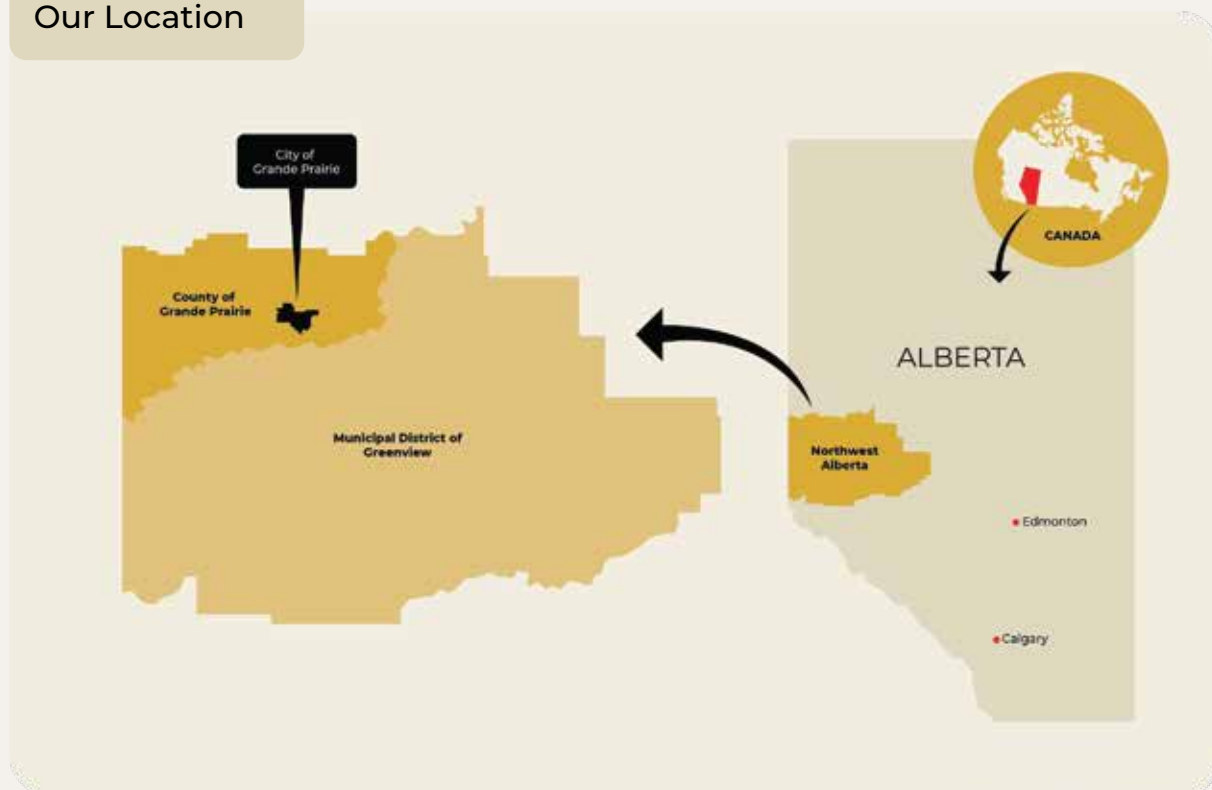 Our Location
City of
Grande Prairie
County of
Grande Prairie
Municipal District of
Greenview
CANADA
ALBERTA
Northwest
Alberta
Edmonton
Calgary